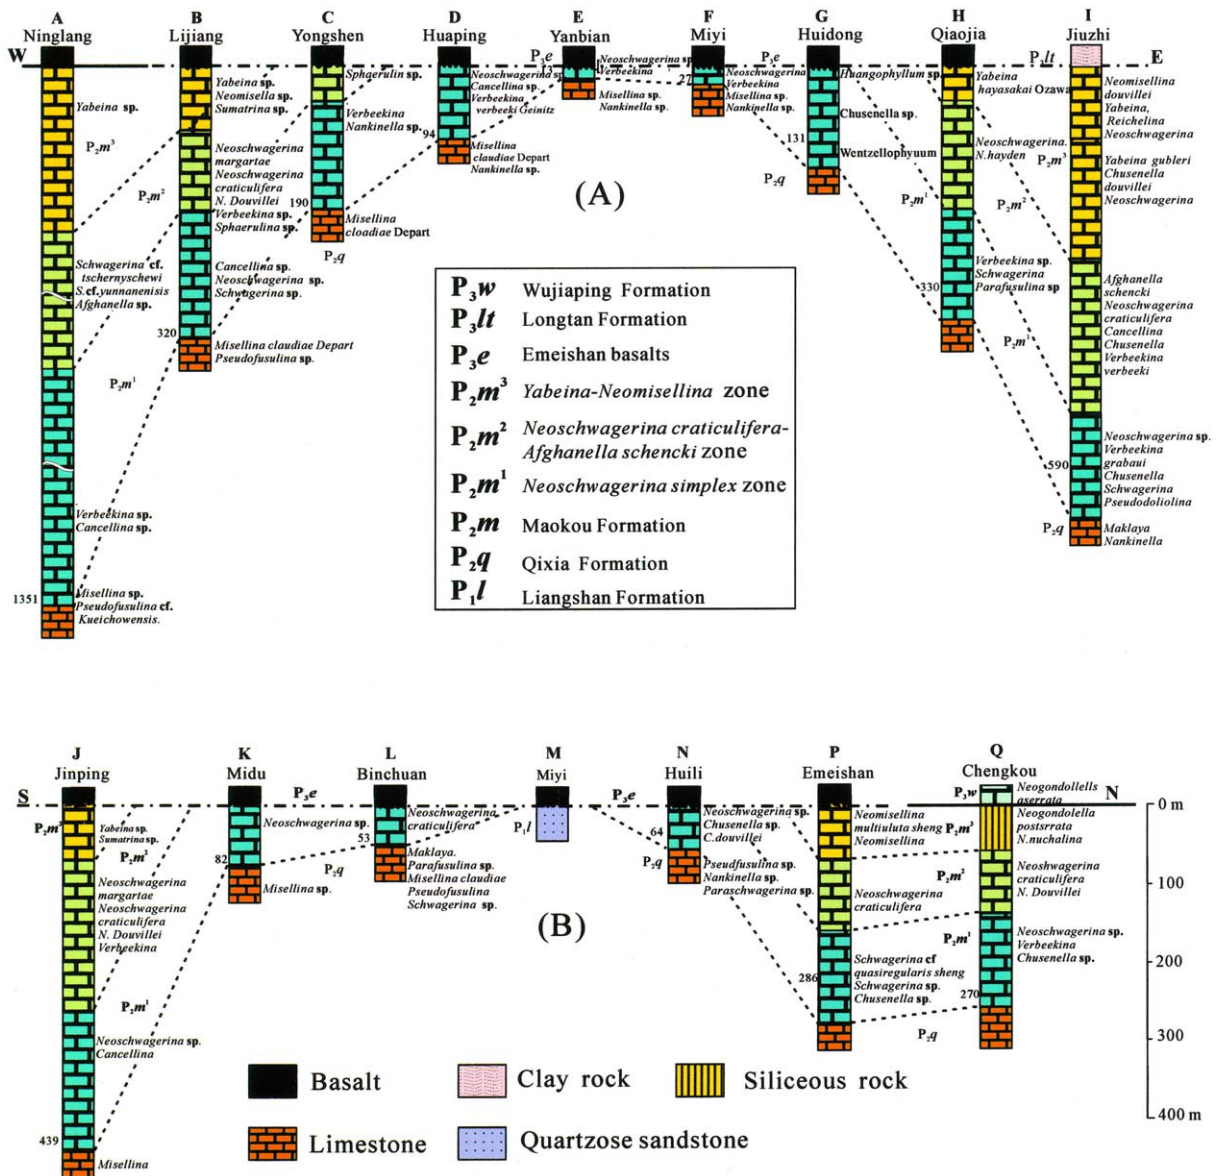 A
Ninglang
B
Lijiang
C
Yongshen
D
Huaping
E
Yanbian
F
Miyi
G
Huidong
H
Qiaojia
I
Jiuzhi
W
E
P₃e
P₃e
P₃lt
Yabeina sp.
P₂m³
Schwagerina cf.
tschernyschewi
S.cf.yunnanenisis
Afghanella sp.
P₂m¹
Verbeekina sp.
Cancellina sp.
1351
Misellina sp.
Pseudofusulina cf.
Kueichowensis.
Yabeina sp.
Neomisella sp.
Sumatrina sp.
P₂m²
Neoschwagerina
margartae
Neoschwagerina
craticulifera
N. Douvillei
Verbeekina sp.
Sphaerulina sp.
Cancellina sp.
Neoschwagerina sp.
Schwagerina sp.
320
Misellina claudiae Depart
Pseudofusulina sp.
Sphaerulin sp.
Verbeekina
Nankinella sp.
190
Misellina
cloadiae Depart
P₂q
Neoschwagerina sp
Cancellina sp.
Verbeekina
verbeeki Geinitz
94
Misellina
claudiae Depart
Nankinella sp.
Neoschwagerina sp
Verbeekina
13
Misellina sp.
Nankinella sp.
27
Neoschwagerina
Verbeekina
Misellina sp.
Nankinella sp.
Huangophyllum sp.
Chusenella sp.
131
Wentzellophyuum
P₂q
P₂m¹
Yabeina
hayasakai Ozawa
Neoschwagerina,
N.hayden
P₂m²
Verbeekina sp.
Schwagerina
Parafusulina sp
330
P₂m¹
Neomisellina
douvillei
Yabeina,
Reichelina
Neoschwagerina
P₂m³
Yabeina gubleri
Chusenella
douvillei
Neoschwagerina
Afghanella
schencki
Neoschwagerina
craticulifera
Cancellina
Chusenella
Verbeekina
verbeeki
Neoschwagerina sp.
Verbeekina
grabaui
Chusenella
Schwagerina
Pseudodoliolina
590
P₂q
Maklaya
Nankinella
(A)
P₃w Wujiaping Formation
P₃lt Longtan Formation
P₃e Emeishan basalts
P₂m³ Yabeina-Neomisellina zone
P₂m² Neoschwagerina craticulifera-
Afghanella schencki zone
P₂m¹ Neoschwagerina simplex zone
P₂m Maokou Formation
P₂q Qixia Formation
P₁l Liangshan Formation
J
Jinping
K
Midu
L
Binchuan
M
Miyi
N
Huili
P
Emeishan
Q
Chengkou
S
N
P₃e
P₃e
P₃w
P₂m³
Yabeina sp.
Sumatrina sp.
P₂m²
Neoschwagerina
margartae
Neoschwagerina
craticulifera
N. Douvillei
Verbeekina
P₂m¹
Neoschwagerina sp.
Cancellina
439
Misellina
Neoschwagerina sp.
82
Misellina sp.
P₂q
Neoschwagerina
craticulifera
53
Maklaya.
Parafusulina sp.
Misellina claudiae
Pseudofusulina
Schwagerina sp.
P₁l
Neoschwagerina sp.
Chusenella sp.
C.douvillei
64
P₂q
Pseudfusulina sp.
Nankinella sp.
Paraschwagerina sp.
Neomisellina
multiuluta sheng
Neomisellina
P₂m³
P₂m²
Neoschwagerina
craticulifera
P₂m¹
Schwagerina cf
quasiregularis sheng
Schwagerina sp.
Chusenella sp.
286
P₂q
Neogondollells
aserrata
Neogondolella
postsrrata
N.nuchalina
Neoshwagerina
craticulifera
N. Douvillei
Neoschwagerina sp.
Verbeekina
Chusenella sp.
270
0 m
100
200
300
400 m
(B)
Basalt
Clay rock
Siliceous rock
Limestone
Quartzose sandstone